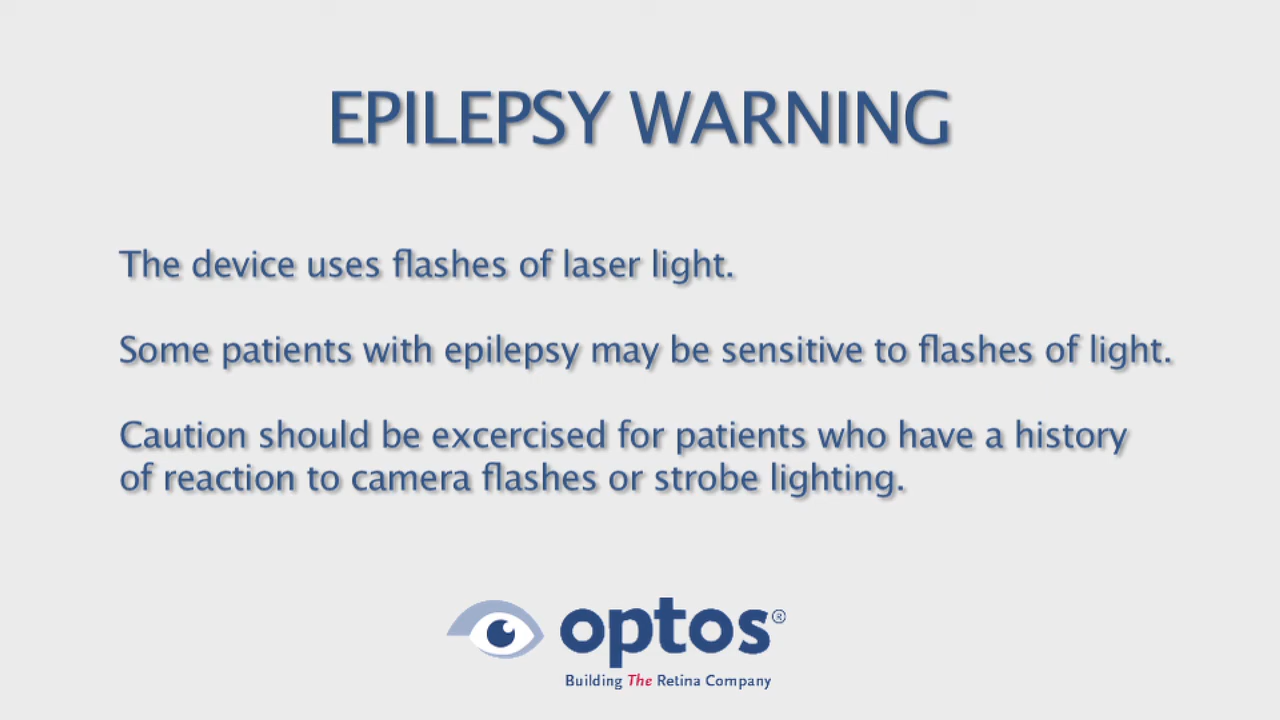 EPILEPSY WARNING
The device uses flashes of laser light.
Some patients with epilepsy may be sensitive to flashes of light.
Caution should be excercised for patients who have a history
of reaction to camera flashes or strobe lighting.
optos®
Building The Retina Company